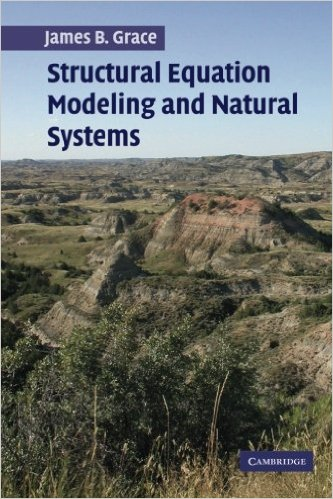 James B. Grace
Structural Equation
Modeling and Natural
Systems
CAMBRIDGE